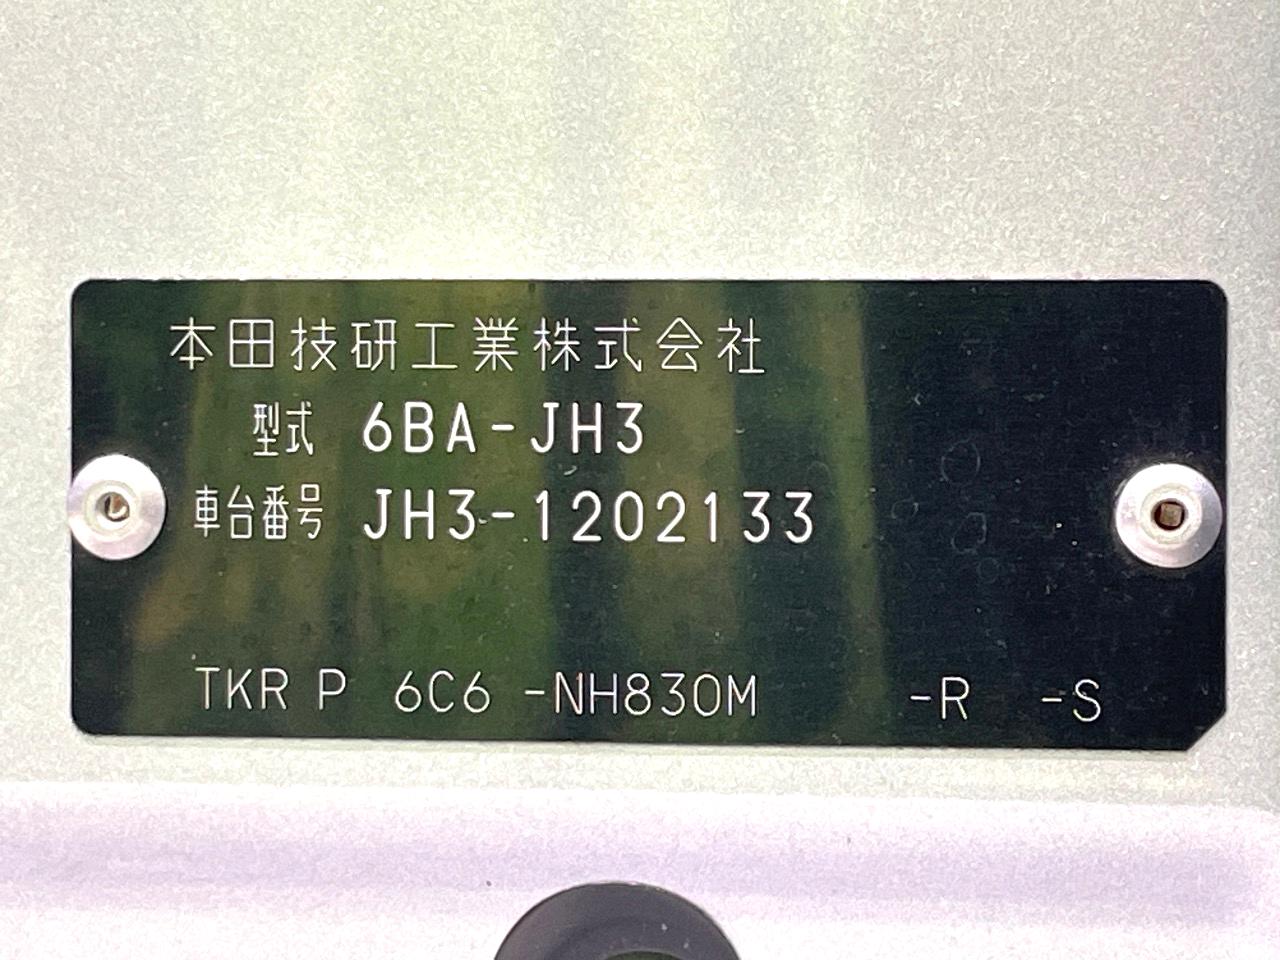 本田技研工業株式会社
型式 6BA-JH3
車台番号 JH3-1202133
TKR P 6C6 -NH830M -R -S